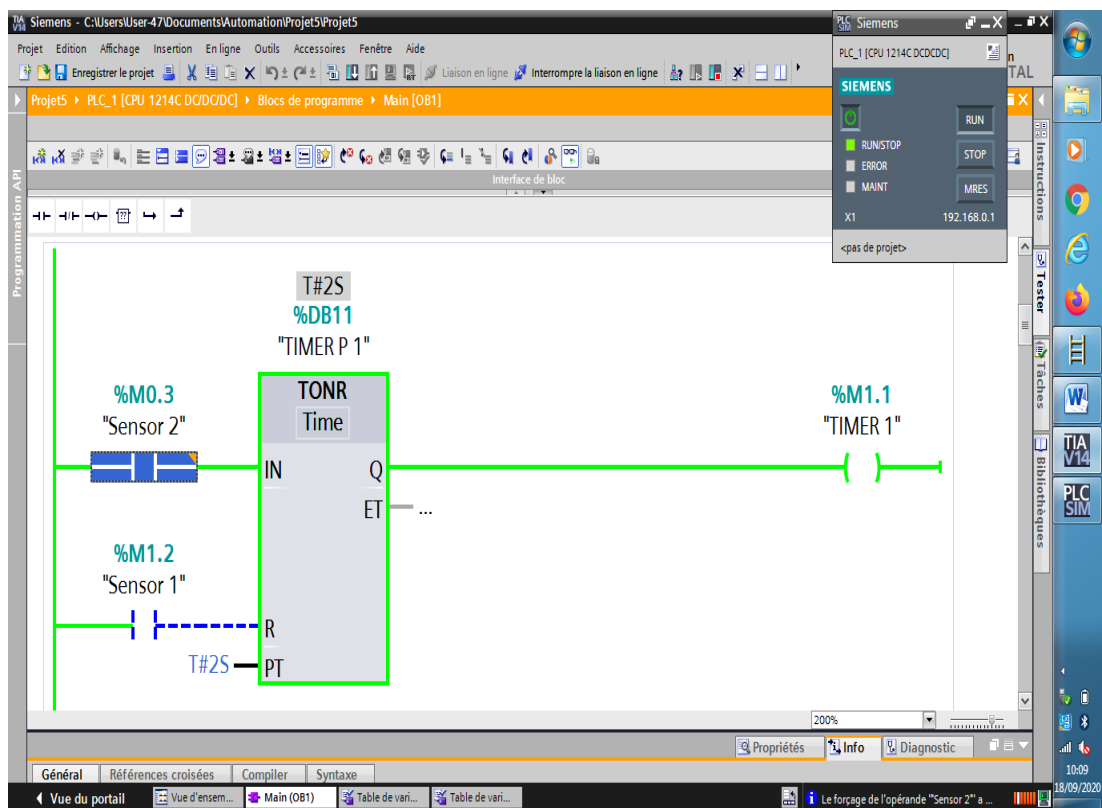 TIA V14 Siemens - C:\Users\User-47\Documents\Automation\Projet5\Projet5
Projet Edition Affichage Insertion En ligne Outils Accessoires Fenêtre Aide
Enregistrer le projet Liaison en ligne Interrompre la liaison en ligne
TAL
Projet5 ▸ PLC_1 [CPU 1214C DC/DC/DC] ▸ Blocs de programme ▸ Main [OB1]
PLC SIM Siemens
PLC_1 [CPU 1214C DCDCDC]
SIEMENS
RUN
RUN/STOP
STOP
ERROR
MAINT
MRES
X1 192.168.0.1
<pas de projet>
Interface de bloc
Programmation API
Instructions
Tester
Tâches
Bibliothèques
T#2S
%DB11
"TIMER P 1"
%M0.3
"Sensor 2"
TONR
Time
IN
Q
ET
...
%M1.1
"TIMER 1"
%M1.2
"Sensor 1"
R
T#2S
PT
200%
Propriétés Info Diagnostic
Général Références croisées Compiler Syntaxe
Vue du portail Vue d'ensem... Main (OB1) Table de vari... Table de vari...
Le forçage de l'opérande '"Sensor 2"' a ...
W
TIA V14
PLC SIM
10:09
18/09/2020